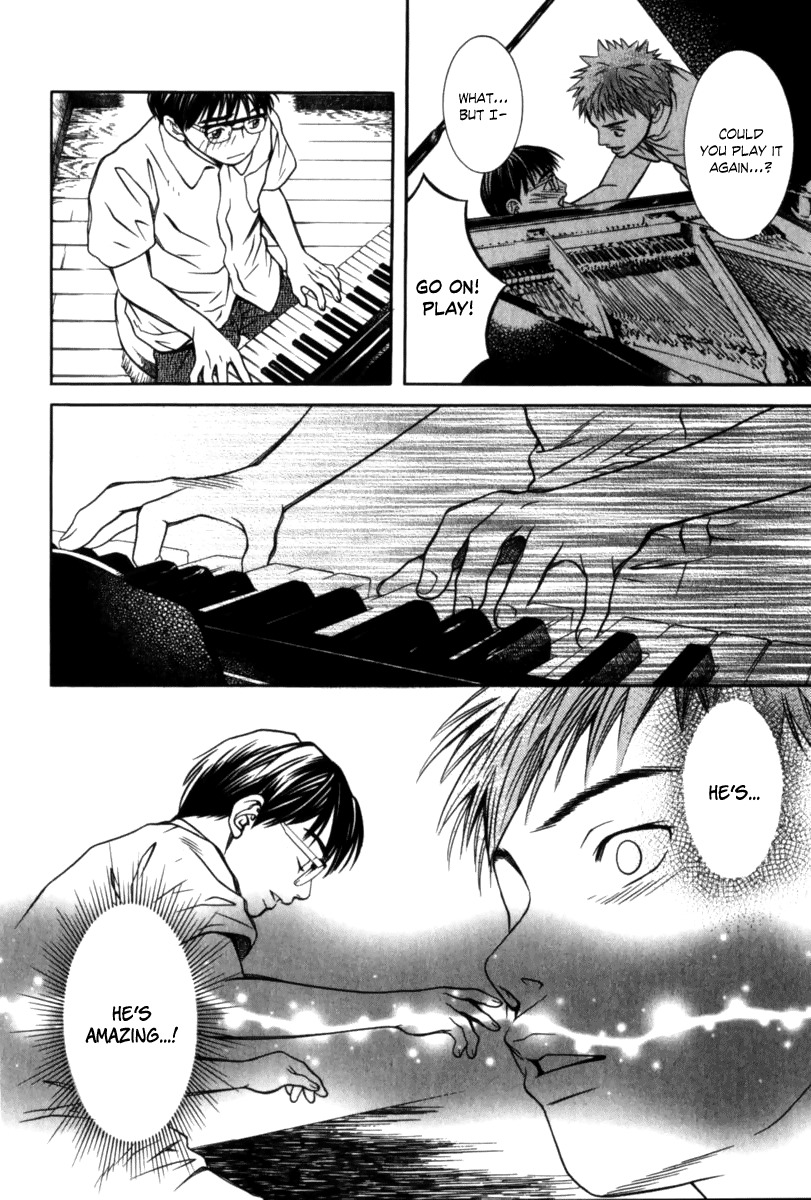 COULD
YOU PLAY IT
AGAIN...?
WHAT...
BUT I-
GO ON!
PLAY!
HE'S...
HE'S
AMAZING...!